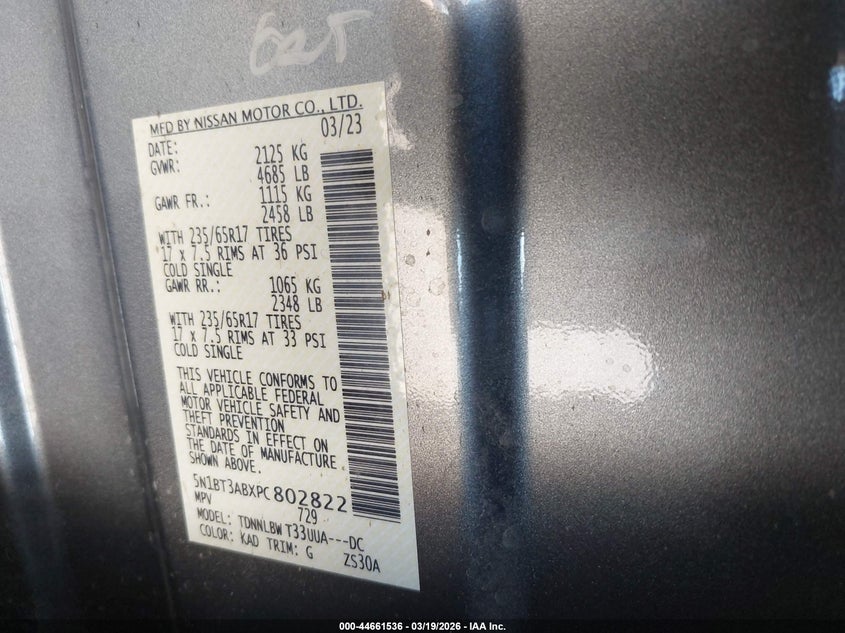 625
MFD BY NISSAN MOTOR CO., LTD.
DATE: 03/23
GVWR: 2125 KG
4685 LB
GAWR FR.: 1115 KG
2458 LB
WITH 235/65R17 TIRES
17 x 7.5 RIMS AT 36 PSI
COLD SINGLE
GAWR RR.: 1065 KG
2348 LB
WITH 235/65R17 TIRES
17 x 7.5 RIMS AT 33 PSI
COLD SINGLE
THIS VEHICLE CONFORMS TO
ALL APPLICABLE FEDERAL
MOTOR VEHICLE SAFETY AND
THEFT PREVENTION
STANDARDS IN EFFECT ON
THE DATE OF MANUFACTURE
SHOWN ABOVE.
5N1BT3ABXPC802822
MPV 729
MODEL: TDNNLBW T33UUA---DC
COLOR: KAD TRIM: G ZS30A
000-44661536 - 03/19/2026 - IAA Inc.